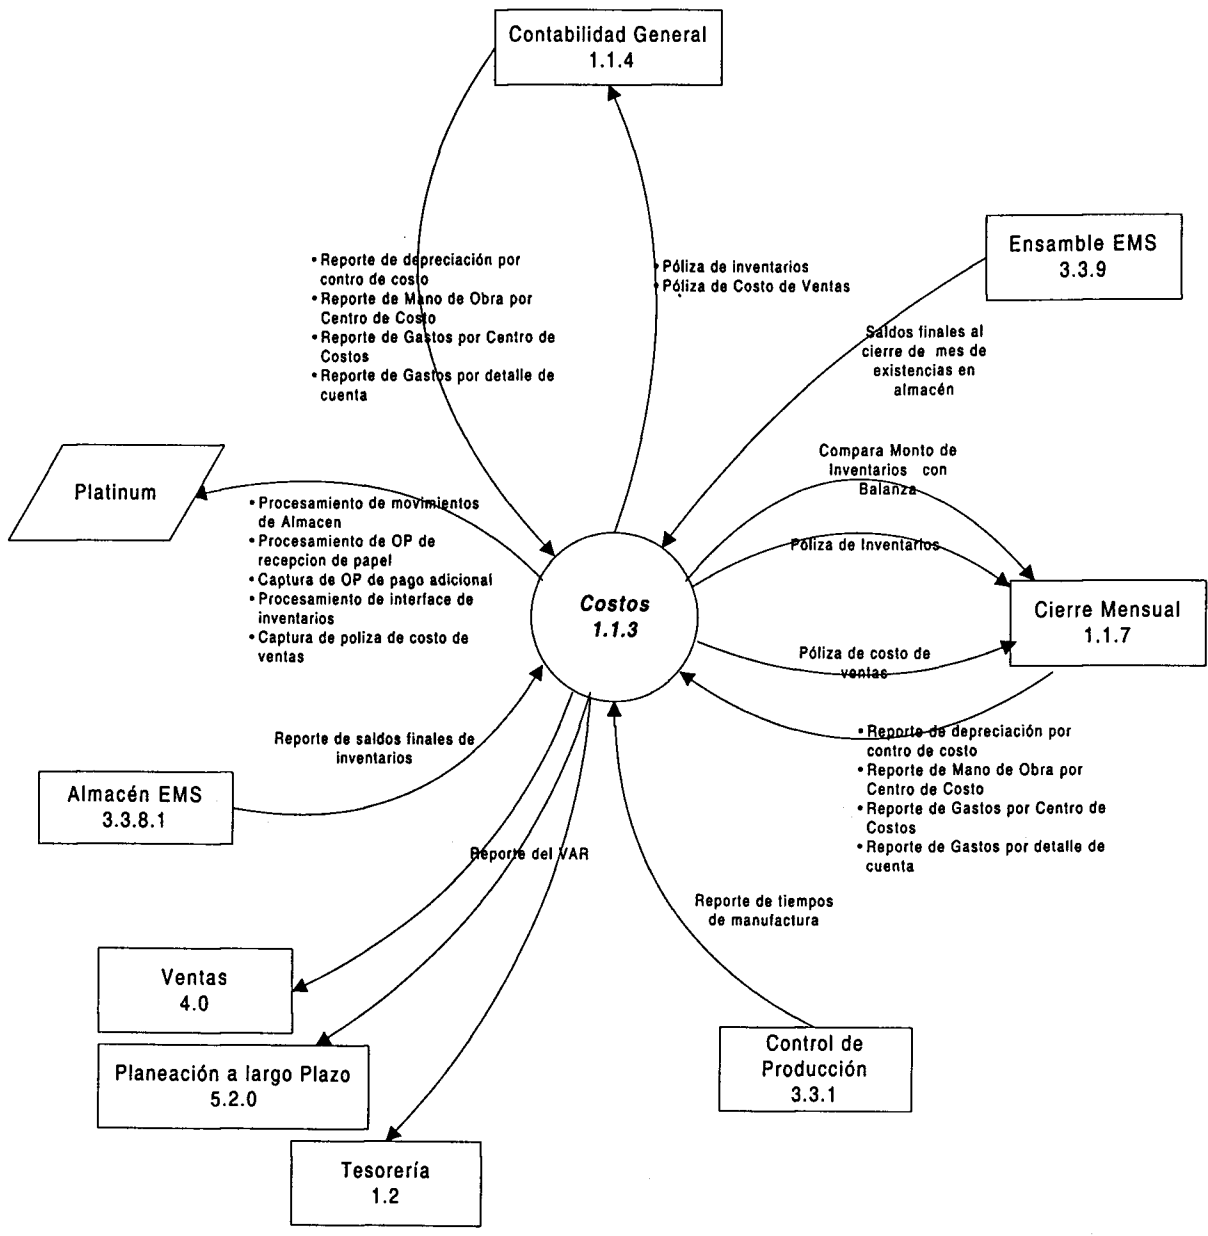 Contabilidad General
1.1.4
Ensamble EMS
3.3.9
• Reporte de depreciación por
contro de costo
• Reporte de Mano de Obra por
Centro de Costo
• Reporte de Gastos por Centro de
Costos
• Reporte de Gastos por detalle de
cuenta
• Póliza de inventarios
• Póliza de Costo de Ventas
Saldos finales al
cierre de mes de
existencias en
almacén
Platinum
• Procesamiento de movimientos
de Almacen
• Procesamiento de OP de
recepcion de papel
• Captura de OP de pago adicional
• Procesamiento de interface de
inventarios
• Captura de poliza de costo de
ventas
Compara Monto de
Inventarios con
Balanza
Póliza de Inventarios
Costos
1.1.3
Cierre Mensual
1.1.7
Póliza de costo de
ventas
Reporte de saldos finales de
inventarios
• Reporte de depreciación por
contro de costo
• Reporte de Mano de Obra por
Centro de Costo
• Reporte de Gastos por Centro de
Costos
• Reporte de Gastos por detalle de
cuenta
Almacén EMS
3.3.8.1
Reporte del VAR
Reporte de tiempos
de manufactura
Ventas
4.0
Planeación a largo Plazo
5.2.0
Control de
Producción
3.3.1
Tesorería
1.2